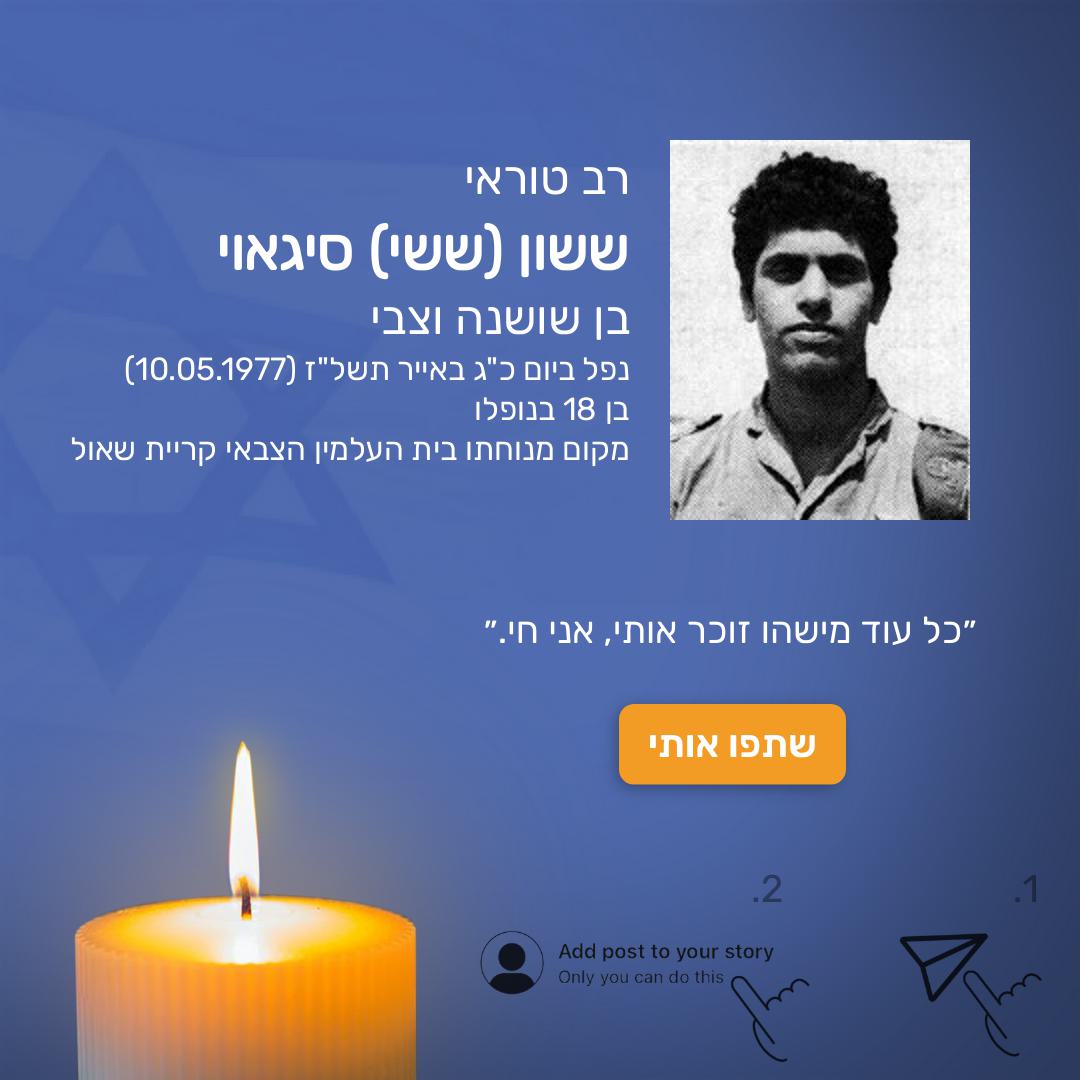 רב טוראי
ששון (ששי) סיגאוי
בן שושנה וצבי
נפל ביום כ"ג באייר תשל"ז (10.05.1977)
בן 18 בנופלו
מקום מנוחתו בית העלמין הצבאי קריית שאול
״כל עוד מישהו זוכר אותי, אני חי.״
שתפו אותי
.1
.2
Add post to your story
Only you can do this